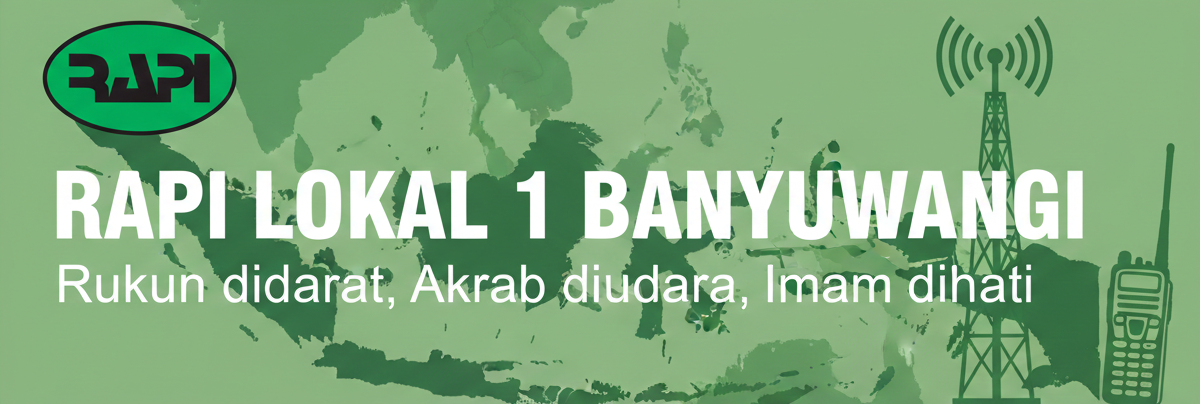 RAPI
RAPI LOKAL 1 BANYUWANGI
Rukun didarat, Akrab diudara, Imam dihati